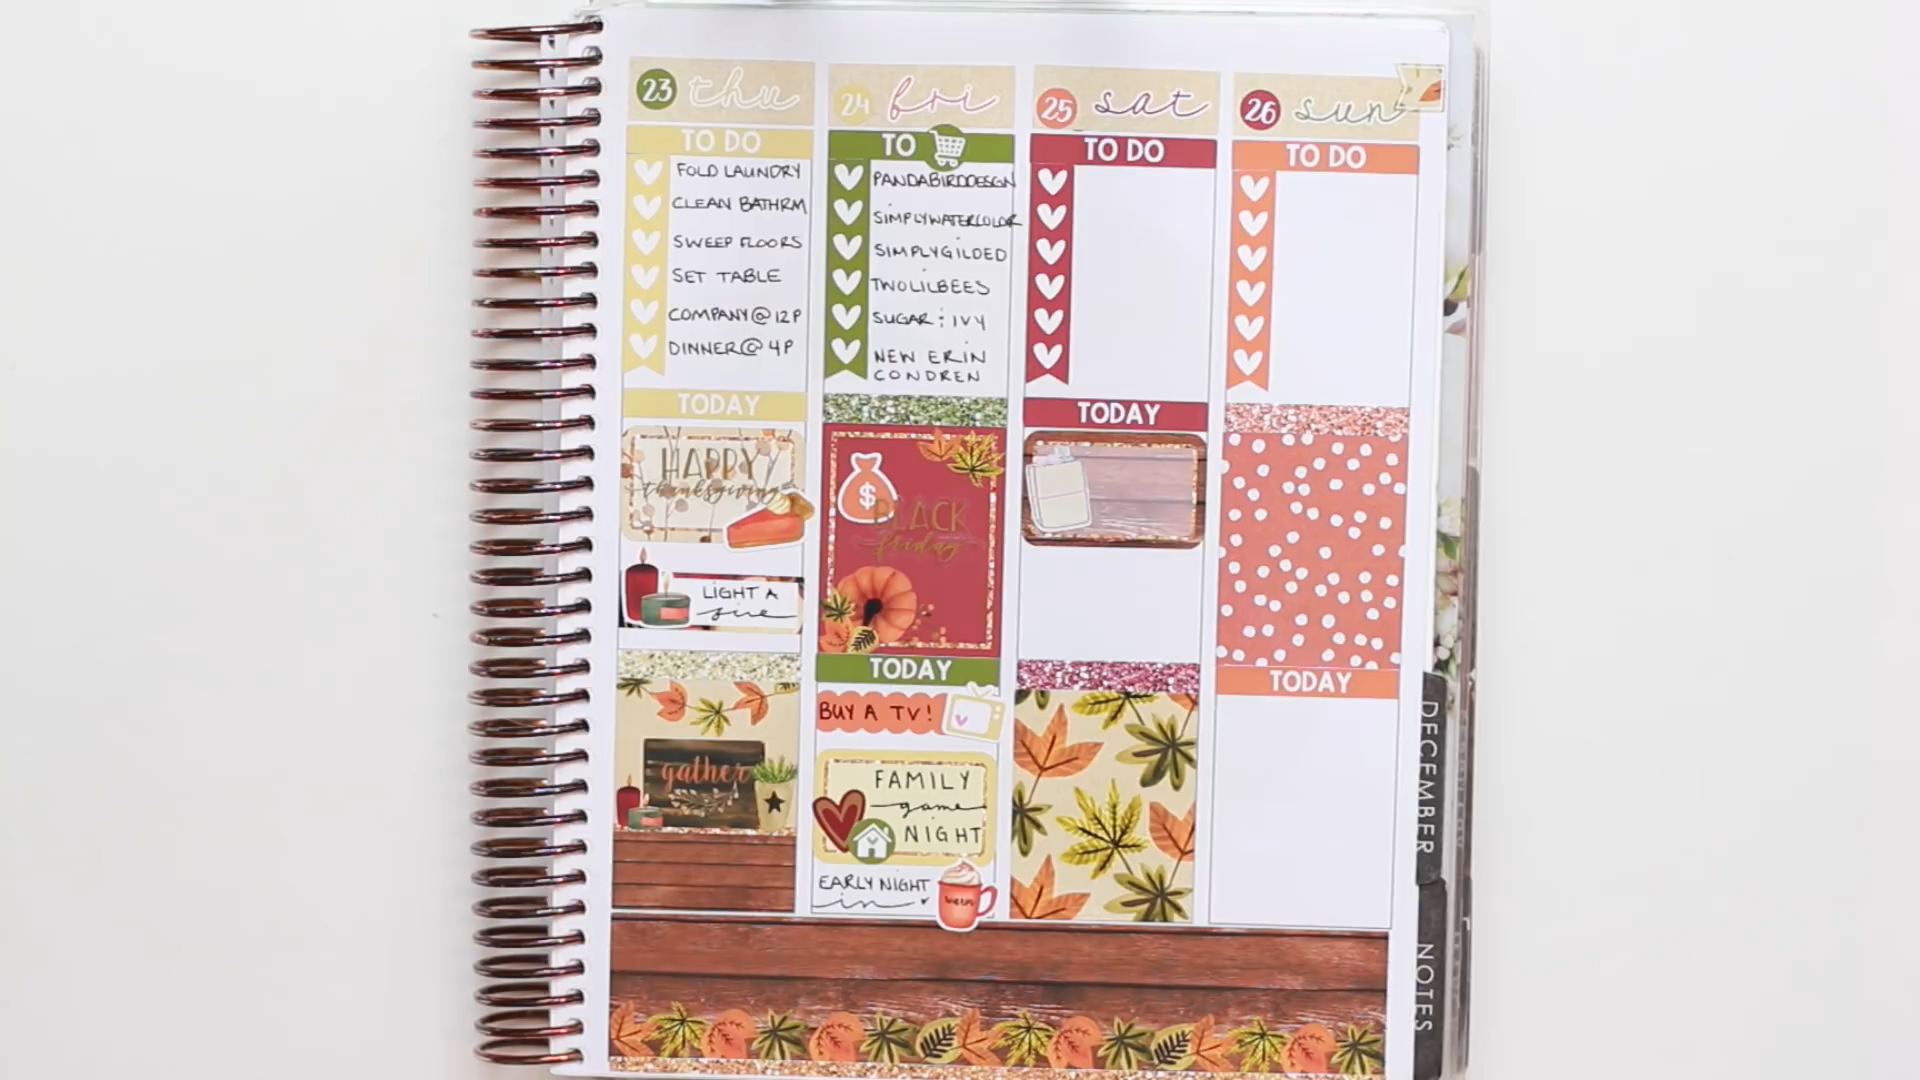 23 thu
TO DO
FOLD LAUNDRY
CLEAN BATHRM
SWEEP FLOORS
SET TABLE
COMPANY @ 12P
DINNER @ 4P
TODAY
HAPPY
thanksgiving
LIGHT A
fire
gather
24 fri
TO
PANDABIRDDESIGN
SIMPLYWATERCOLOR
SIMPLYGILDED
TWOLILBEES
SUGAR & IVY
NEW ERIN
CONDREN
$
BLACK
friday
TODAY
BUY A TV!
FAMILY
game
NIGHT
EARLY NIGHT
in
25 sat
TO DO
TODAY
26 sun
TO DO
TODAY
DECEMBER
NOTES